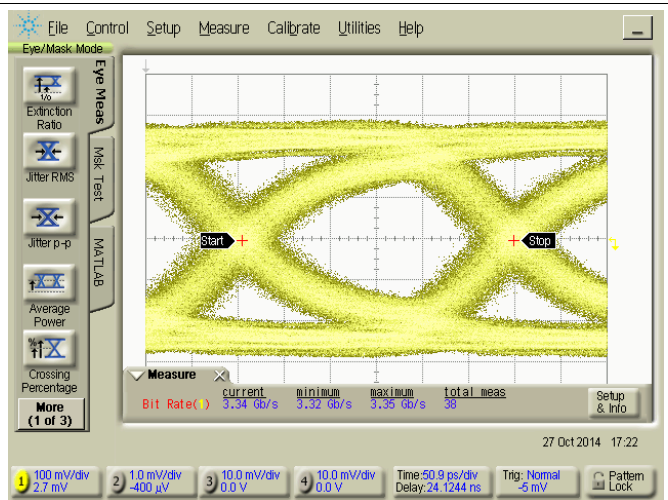 File Control Setup Measure Calibrate Utilities Help
Eye/Mask Mode
Eye Meas
Msk Test
MATLAB
1/0
Extinction
Ratio
Jitter RMS
Jitter p-p
Average
Power
Crossing
Percentage
More
(1 of 3)
Start
Stop
Measure
current minimum maximum total meas
Bit Rate(1) 3.34 Gb/s 3.32 Gb/s 3.35 Gb/s 38
Setup
& Info
27 Oct 2014 17:22
1 100 mV/div
2.7 mV
2 1.0 mV/div
-400 µV
3 10.0 mV/div
0.0 V
4 10.0 mV/div
0.0 V
Time:50.9 ps/div
Delay:24.1244 ns
Trig: Normal
-5 mV
Pattern
Lock